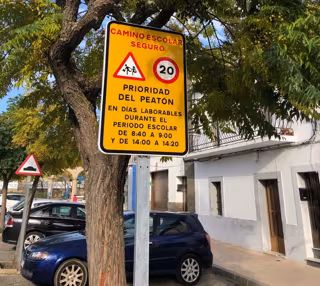 CAMINO ESCOLAR
SEGURO
20
PRIORIDAD
DEL PEATÓN
EN DÍAS LABORABLES
DURANTE EL
PERIODO ESCOLAR
DE 8:40 A 9:00
Y DE 14:00 A 14:20